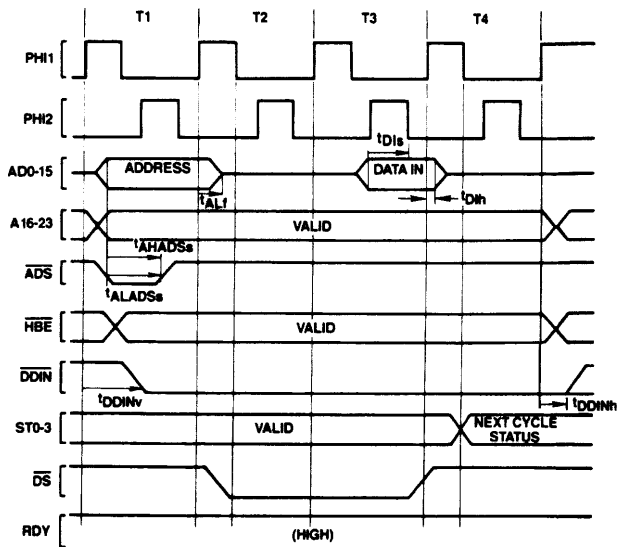 T1 T2 T3 T4
PHI1
PHI2
tDIs
AD0-15 ADDRESS DATA IN
tALf tDIh
A16-23 VALID
tAHADSs
ADS
tALADSs
HBE VALID
DDIN
tDDINv tDDINh
ST0-3 VALID NEXT CYCLE
STATUS
DS
RDY (HIGH)